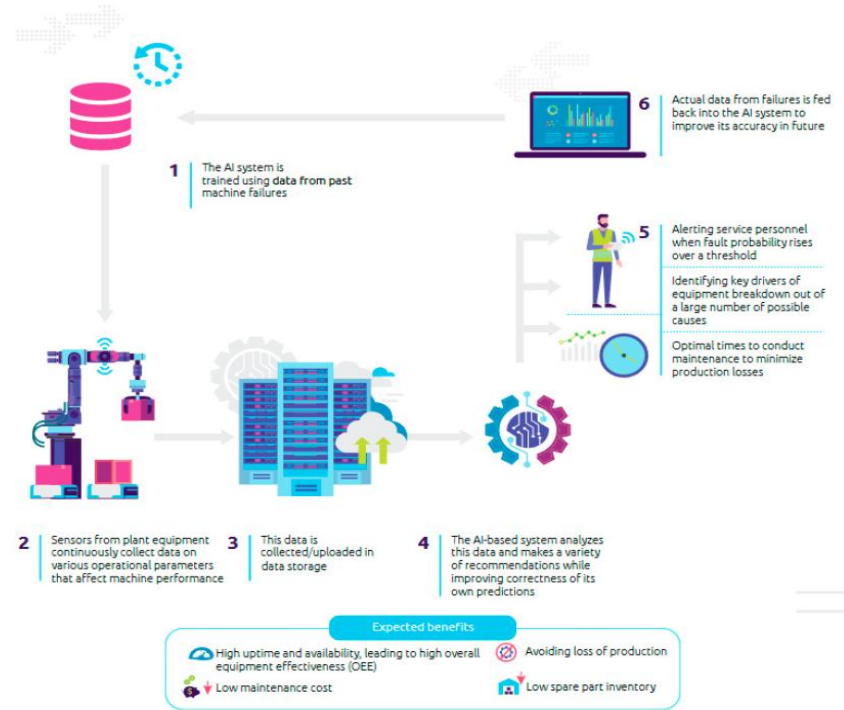 1
The AI system is
trained using data from past
machine failures
6
Actual data from failures is fed
back into the AI system to
improve its accuracy in future
5
Alerting service personnel
when fault probability rises
over a threshold
Identifying key drivers of
equipment breakdown out of
a large number of possible
causes
Optimal times to conduct
maintenance to minimize
production losses
2
Sensors from plant equipment
continuously collect data on
various operational parameters
that affect machine performance
3
This data is
collected/uploaded in
data storage
4
The AI-based system analyzes
this data and makes a variety
of recommendations while
improving correctness of its
own predictions
Expected benefits
High uptime and availability, leading to high overall
equipment effectiveness (OEE)
Avoiding loss of production
$
Low maintenance cost
Low spare part inventory